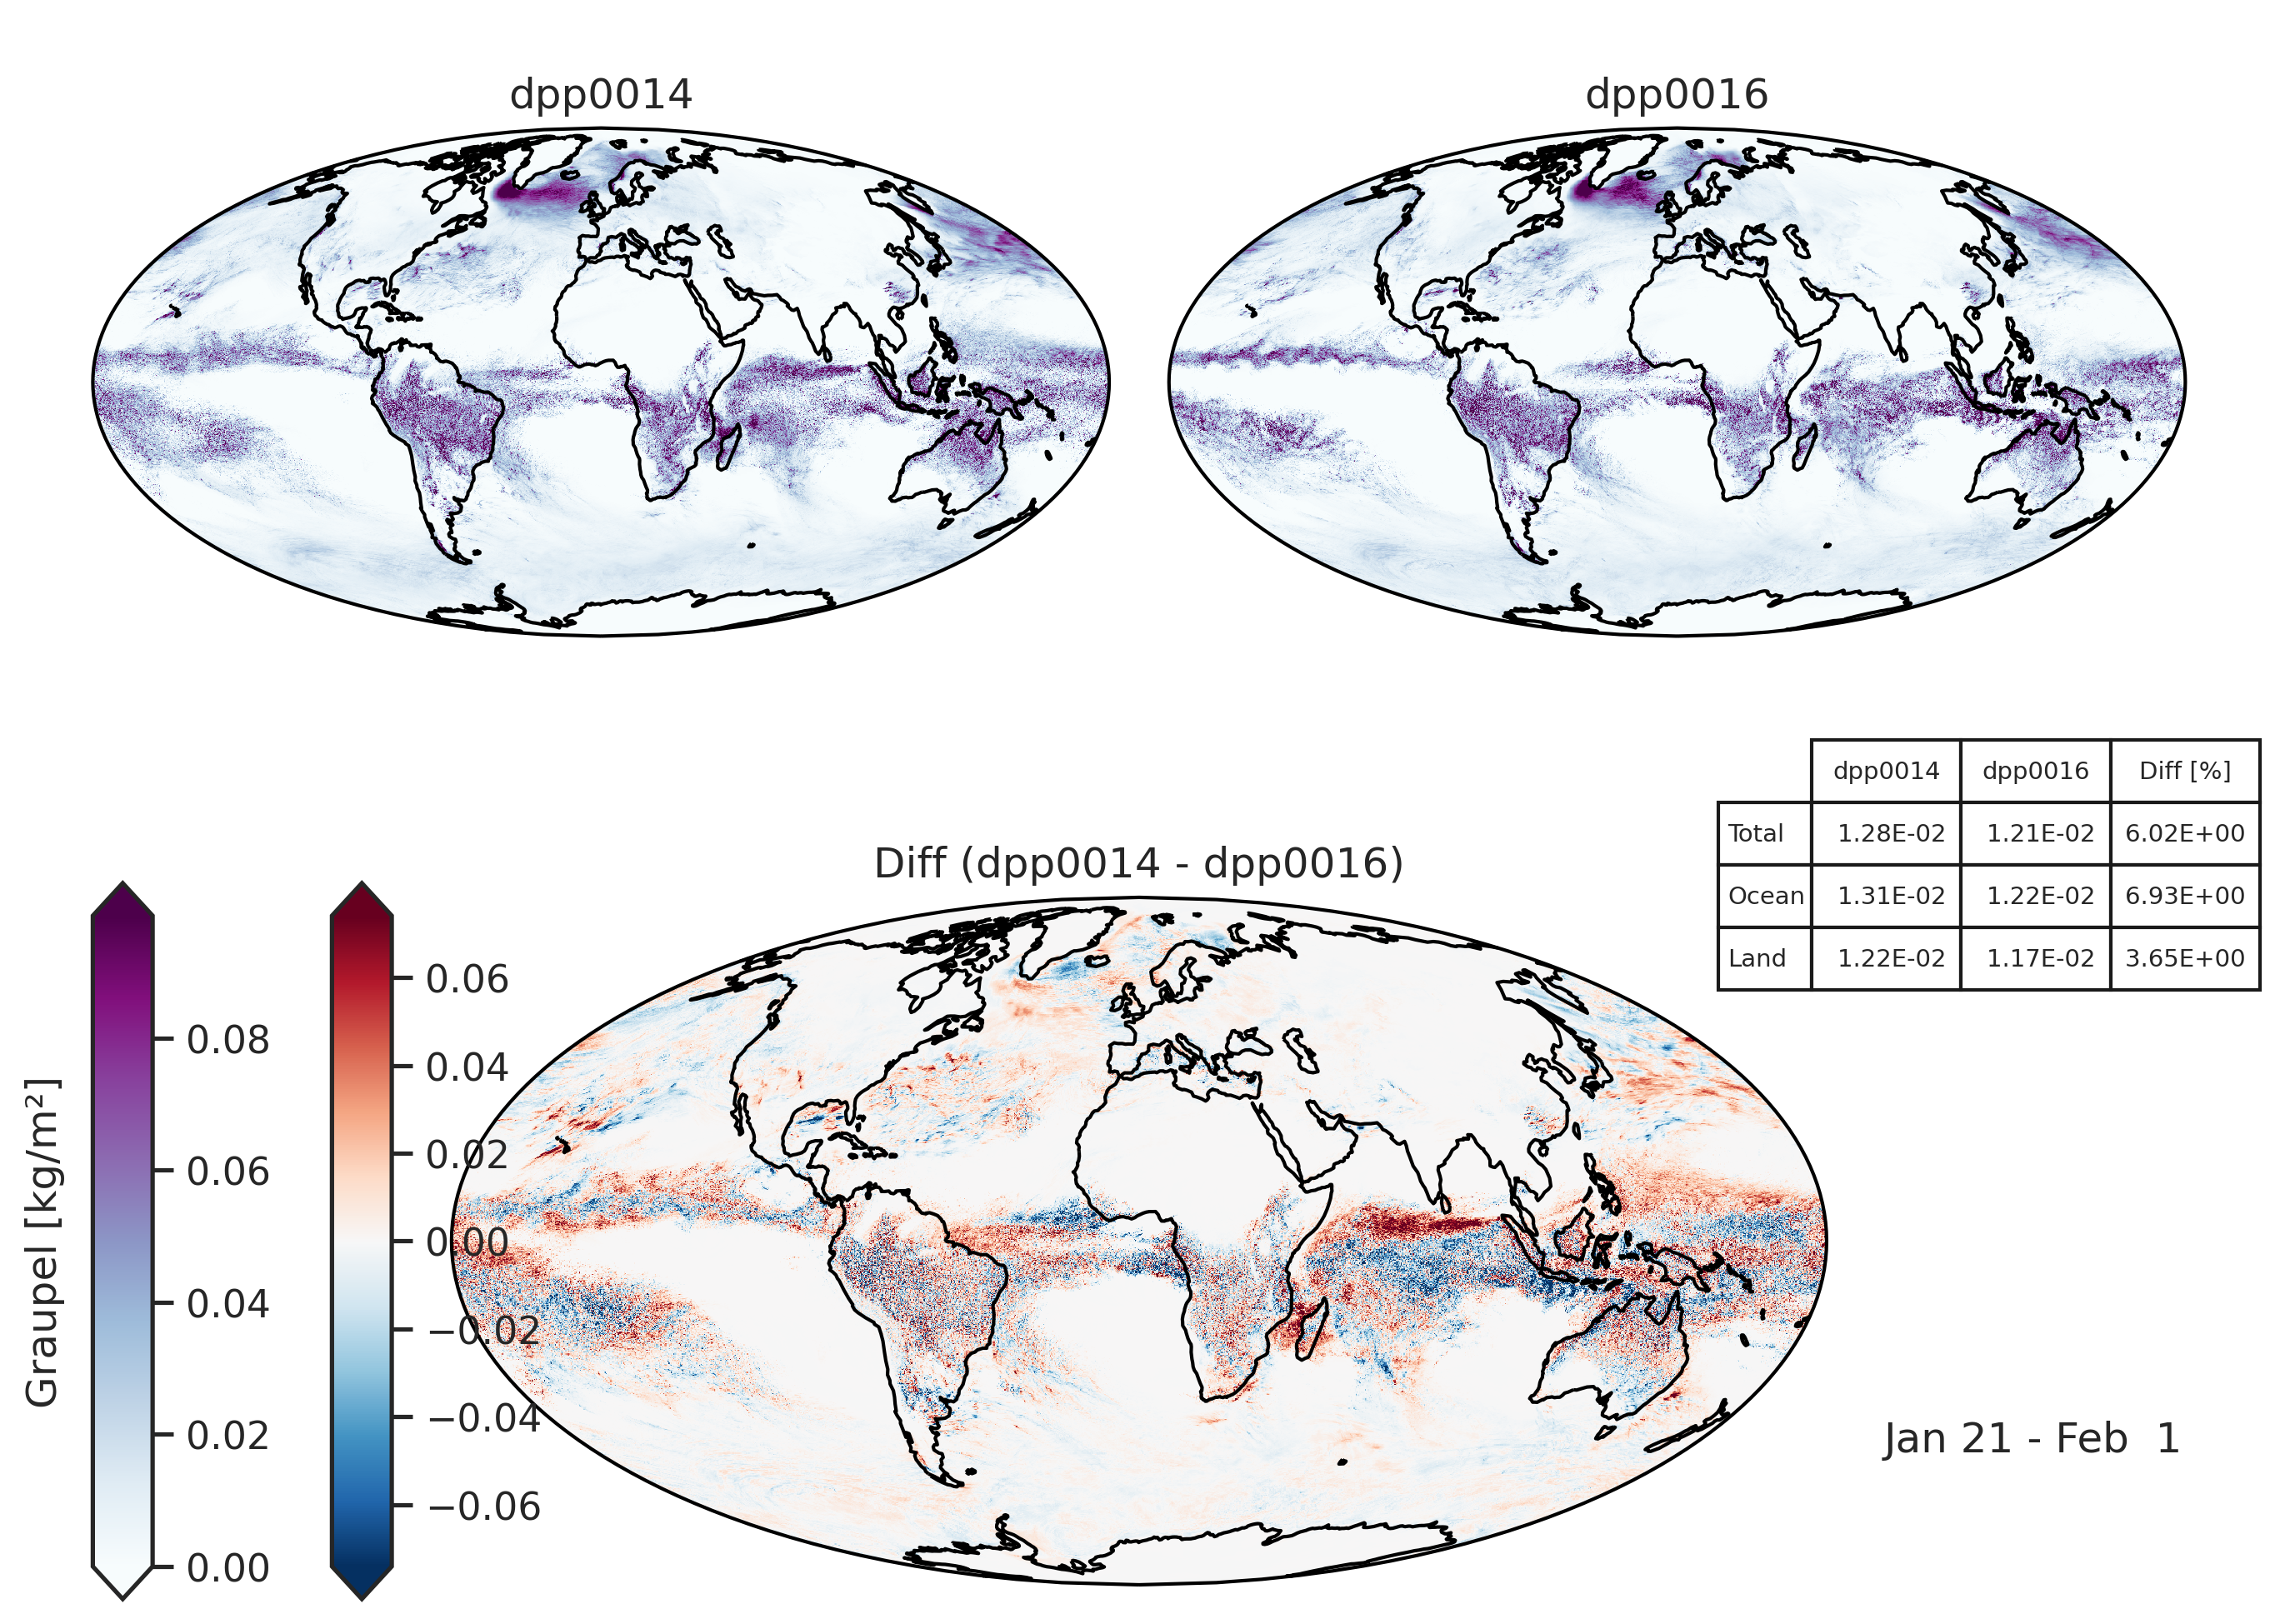 dpp0014
dpp0016
dpp0014 dpp0016 Diff [%]
Total 1.28E-02 1.21E-02 6.02E+00
Ocean 1.31E-02 1.22E-02 6.93E+00
Land 1.22E-02 1.17E-02 3.65E+00
Diff (dpp0014 - dpp0016)
Graupel [kg/m²]
0.08
0.06
0.04
0.02
0.00
0.06
0.04
0.02
0.00
−0.02
−0.04
−0.06
Jan 21 - Feb  1